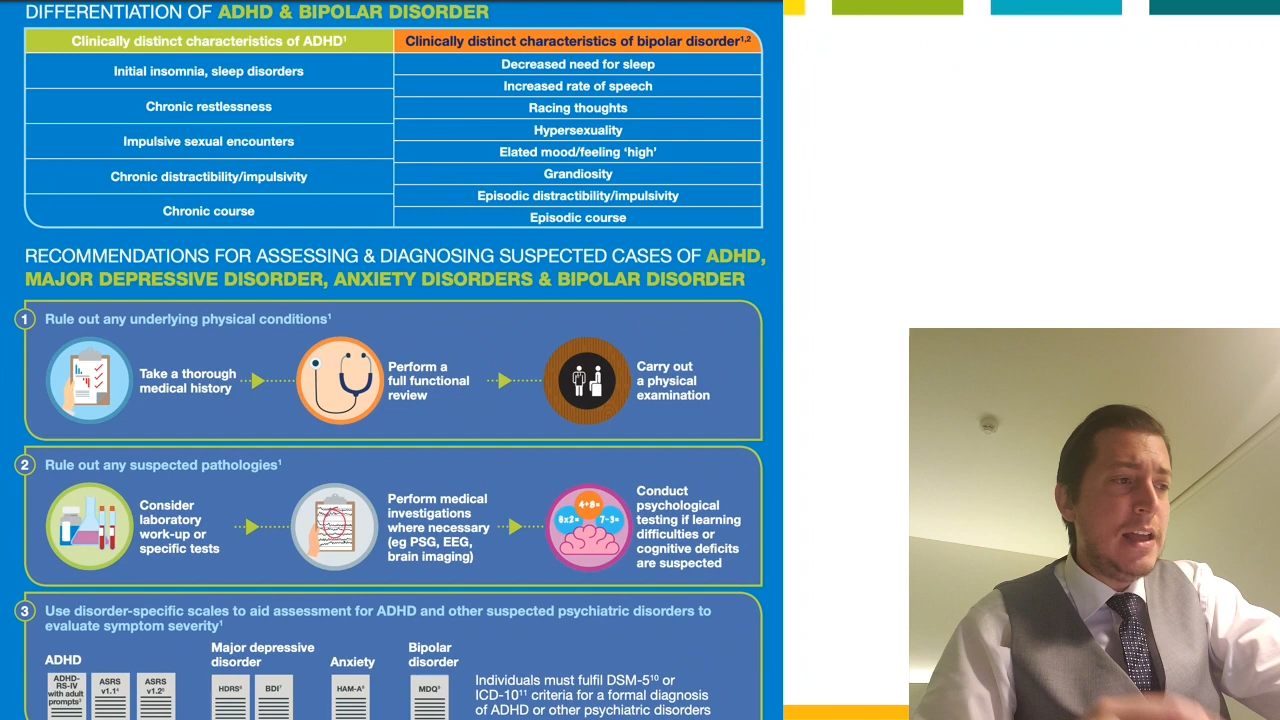 DIFFERENTIATION OF ADHD & BIPOLAR DISORDER
Clinically distinct characteristics of ADHD¹
Initial insomnia, sleep disorders
Chronic restlessness
Impulsive sexual encounters
Chronic distractibility/impulsivity
Chronic course
Clinically distinct characteristics of bipolar disorder¹,²
Decreased need for sleep
Increased rate of speech
Racing thoughts
Hypersexuality
Elated mood/feeling ‘high’
Grandiosity
Episodic distractibility/impulsivity
Episodic course
RECOMMENDATIONS FOR ASSESSING & DIAGNOSING SUSPECTED CASES OF ADHD,
MAJOR DEPRESSIVE DISORDER, ANXIETY DISORDERS & BIPOLAR DISORDER
1 Rule out any underlying physical conditions¹
Take a thorough
medical history
Perform a
full functional
review
Carry out
a physical
examination
2 Rule out any suspected pathologies¹
Consider
laboratory
work-up or
specific tests
Perform medical
investigations
where necessary
(eg PSG, EEG,
brain imaging)
4+8=
6x2=
7-3=
Conduct
psychological
testing if learning
difficulties or
cognitive deficits
are suspected
3 Use disorder-specific scales to aid assessment for ADHD and other suspected psychiatric disorders to
evaluate symptom severity¹
ADHD
ADHD-
RS-IV
with adult
prompts³
ASRS
v1.1⁴
ASRS
v1.2⁵
Major depressive
disorder
HDRS⁶
BDI⁷
Anxiety
HAM-A⁸
Bipolar
disorder
MDQ⁹
Individuals must fulfil DSM-5¹⁰ or
ICD-10¹¹ criteria for a formal diagnosis
of ADHD or other psychiatric disorders